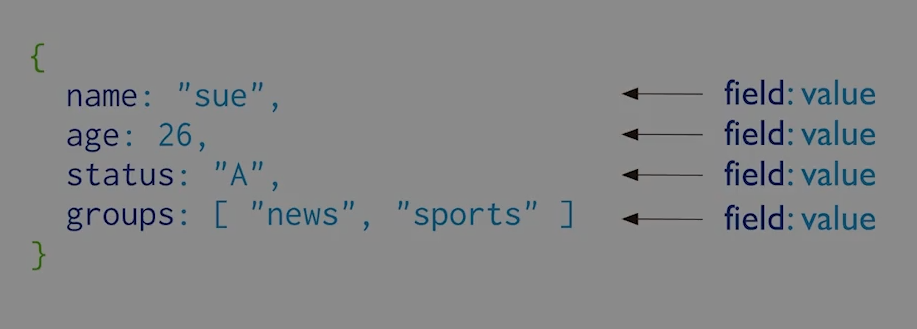 {
name: "sue", field: value
age: 26, field: value
status: "A", field: value
groups: [ "news", "sports" ] field: value
}